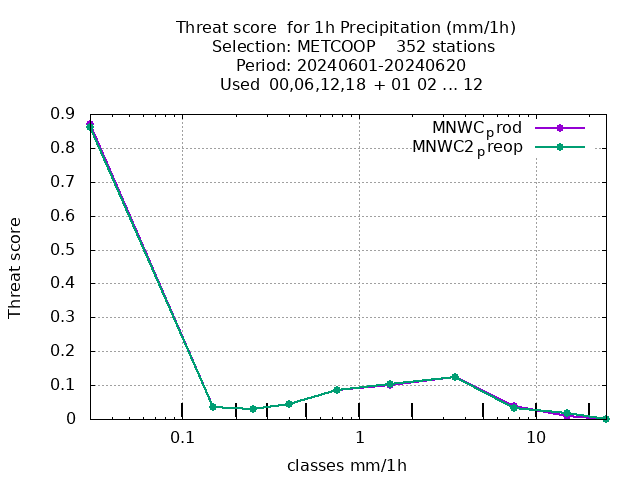 Threat score  for 1h Precipitation (mm/1h)
Selection: METCOOP    352 stations
Period: 20240601-20240620
Used  00,06,12,18  + 01 02 ... 12
MNWCprod
MNWC2preop
0.9
0.8
0.7
0.6
0.5
0.4
0.3
0.2
0.1
0
Threat score
0.1 1 10
classes mm/1h